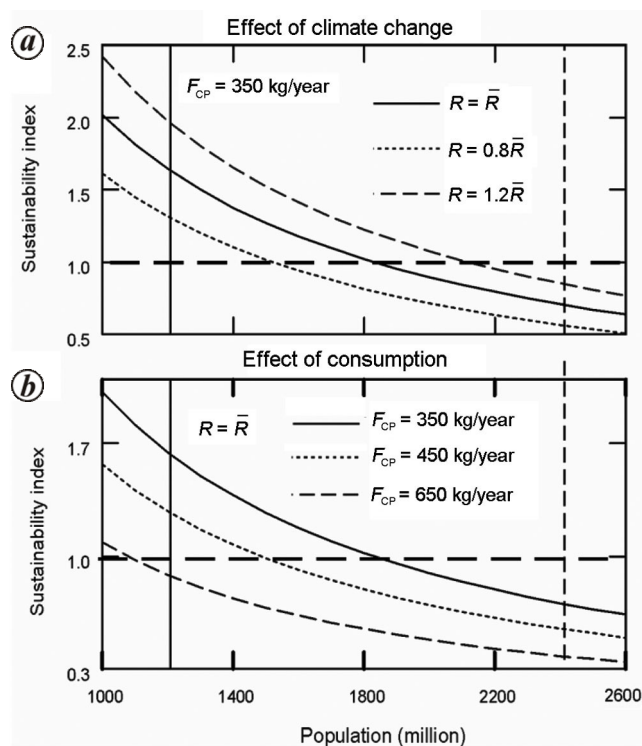 a Effect of climate change
2.5
2.0
1.5
1.0
0.5
Sustainability index
F_CP = 350 kg/year
R = R̄
R = 0.8R̄
R = 1.2R̄
b Effect of consumption
1.7
1.0
0.3
Sustainability index
R = R̄
F_CP = 350 kg/year
F_CP = 450 kg/year
F_CP = 650 kg/year
1000 1400 1800 2200 2600
Population (million)